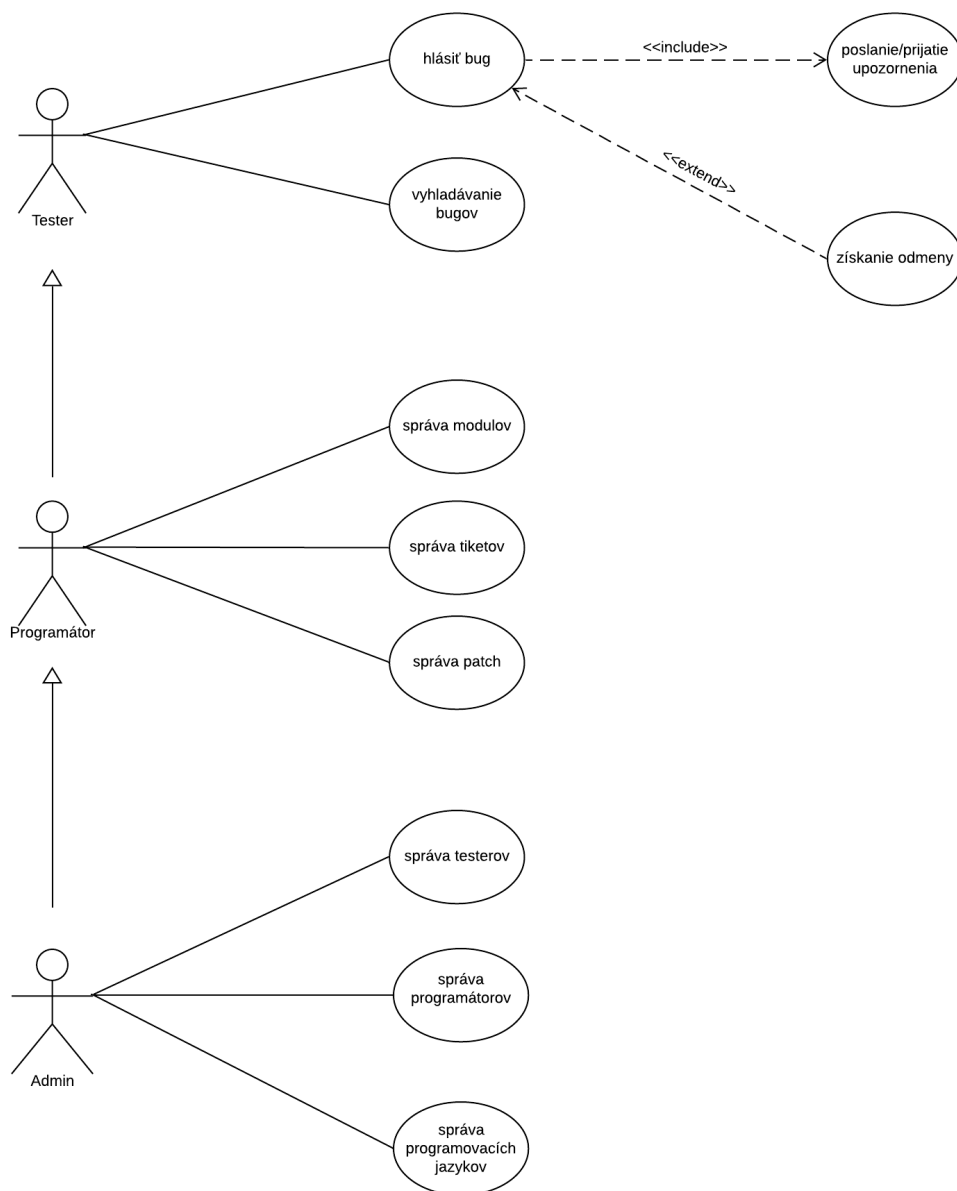 hlásiť bug
<<include>>
poslanie/prijatie
upozornenia
<<extend>>
vyhladávanie
bugov
Tester
získanie odmeny
správa modulov
správa tiketov
Programátor
správa patch
správa testerov
správa
programátorov
Admin
správa
programovacích
jazykov